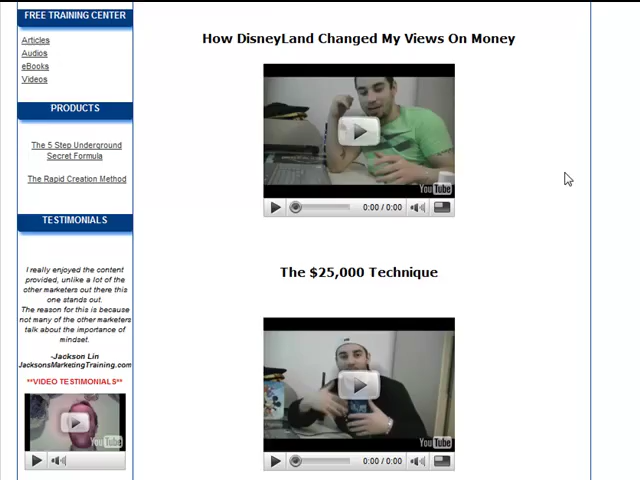 FREE TRAINING CENTER
Articles
Audios
eBooks
Videos
PRODUCTS
The 5 Step Underground
Secret Formula
The Rapid Creation Method
TESTIMONIALS
I really enjoyed the content
provided, unlike a lot of the
other marketers out there this
one stands out.
The reason for this is because
not many of the other marketers
talk about the importance of
mindset.
-Jackson Lin
JacksonsMarketingTraining.com
**VIDEO TESTIMONIALS**
YouTube
How DisneyLand Changed My Views On Money
YouTube
0:00 / 0:00
The $25,000 Technique
YouTube
0:00 / 0:00